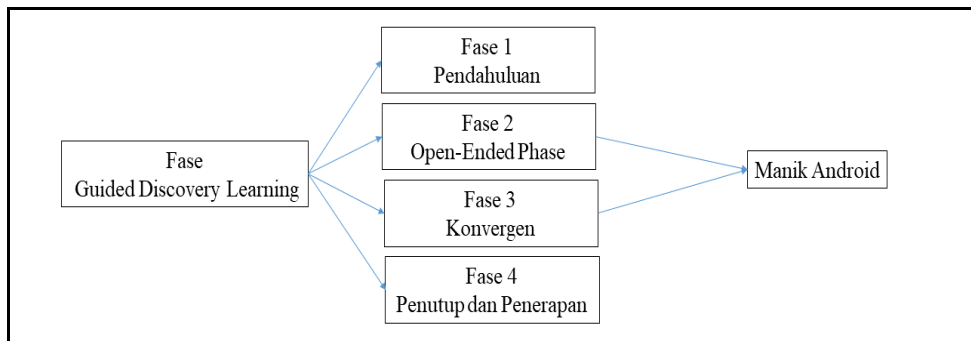 Fase
Guided Discovery Learning
Fase 1
Pendahuluan
Fase 2
Open-Ended Phase
Fase 3
Konvergen
Fase 4
Penutup dan Penerapan
Manik Android